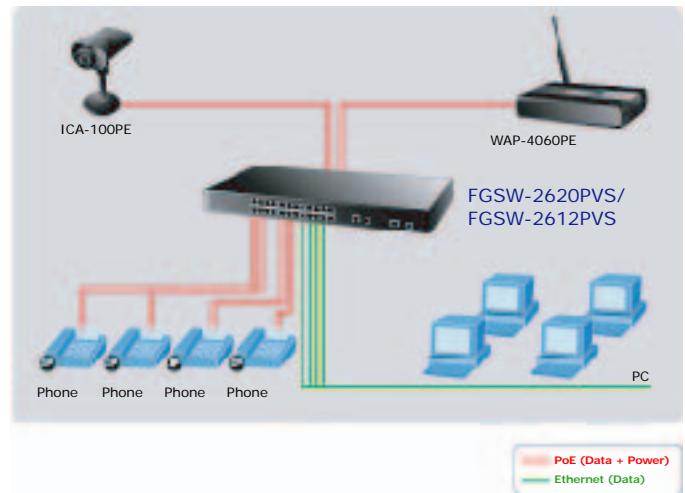 ICA-100PE
WAP-4060PE
FGSW-2620PVS/
FGSW-2612PVS
PC
Phone Phone Phone Phone
PoE (Data + Power)
Ethernet (Data)